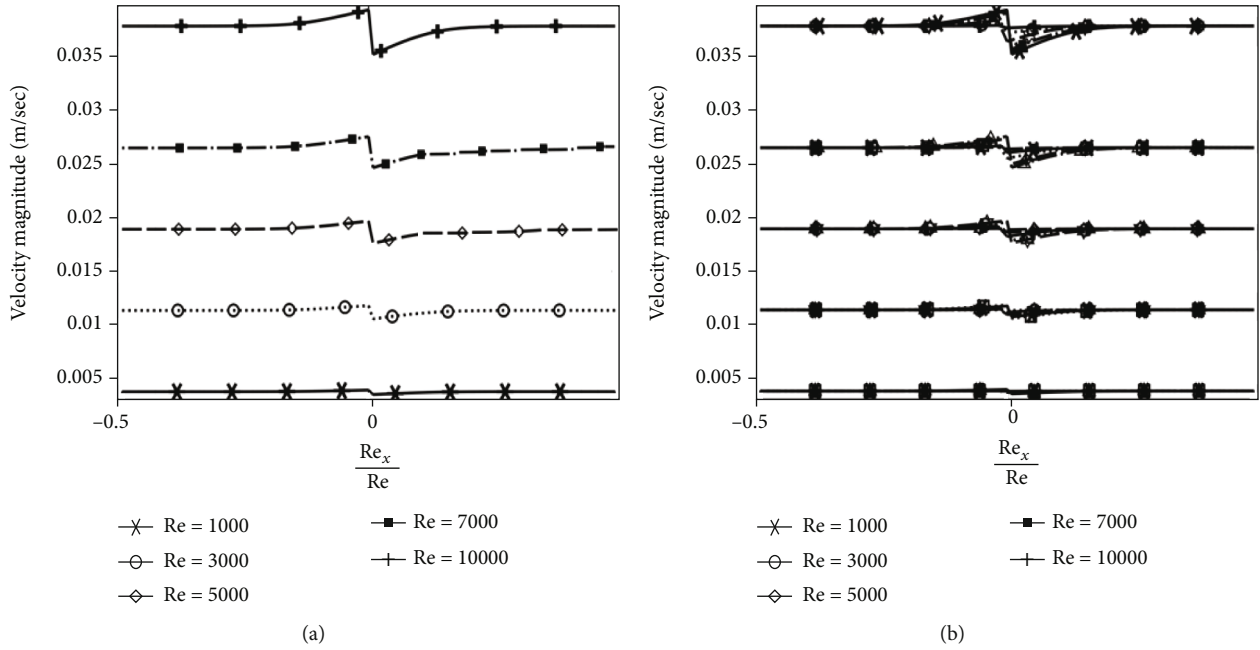 0.035
0.03
0.025
0.02
0.015
0.01
0.005
Velocity magnitude (m/sec)
−0.5
0
Re_x
Re
Re = 1000
Re = 3000
Re = 5000
Re = 7000
Re = 10000
(a)
0.035
0.03
0.025
0.02
0.015
0.01
0.005
Velocity magnitude (m/sec)
−0.5
0
Re_x
Re
Re = 1000
Re = 3000
Re = 5000
Re = 7000
Re = 10000
(b)